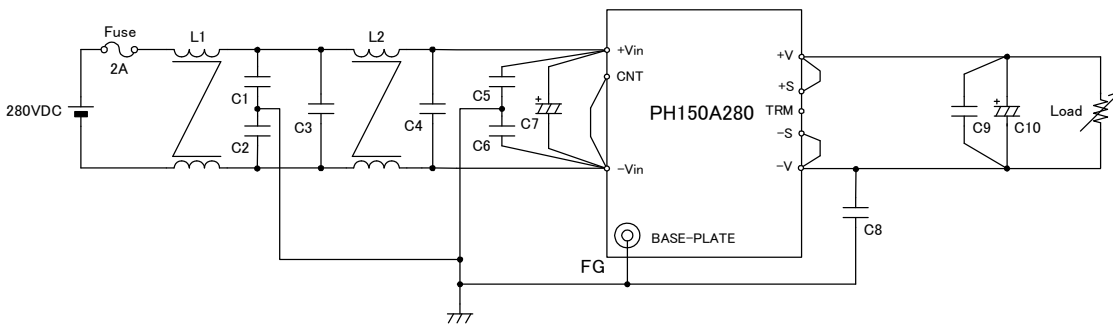 Fuse
2A
L1
L2
280VDC
C1
C2
C3
C4
C5
C6
+
C7
+Vin
CNT
−Vin
PH150A280
BASE-PLATE
FG
+V
+S
TRM
−S
−V
C8
C9
+
C10
Load